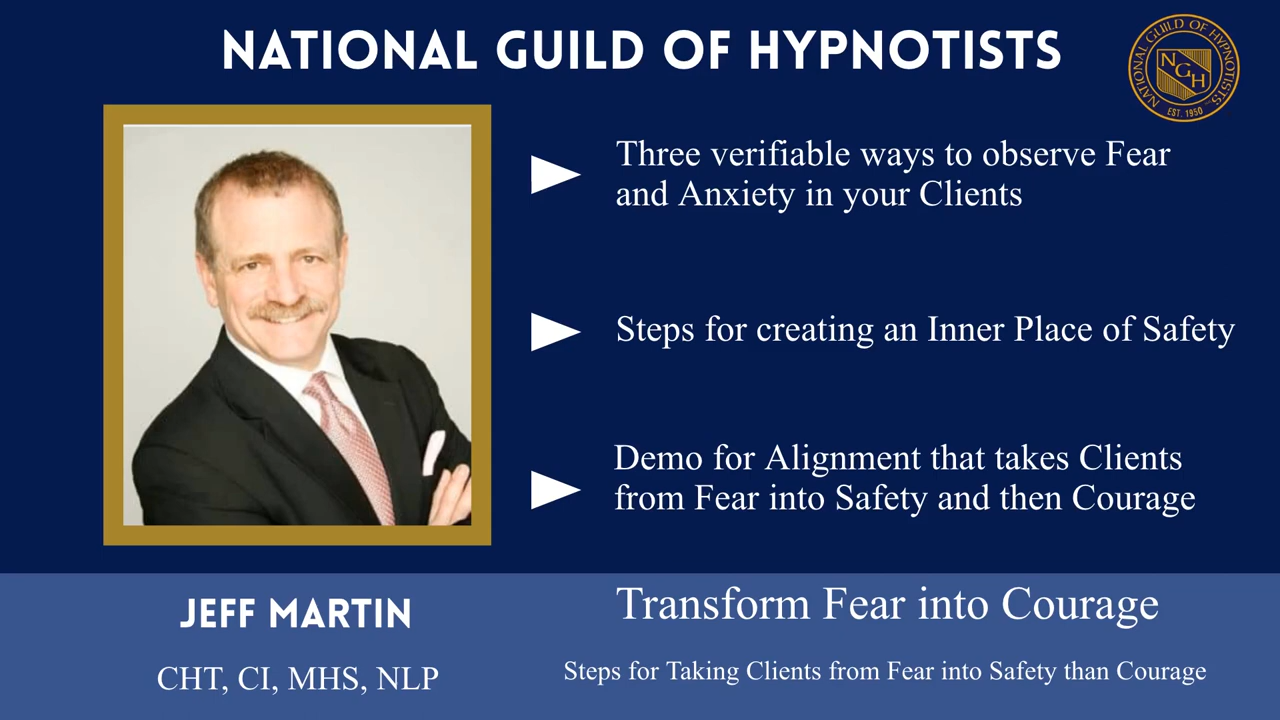 NATIONAL GUILD OF HYPNOTISTS
NATIONAL GUILD OF HYPNOTISTS
NGH
EST. 1950
Three verifiable ways to observe Fear
and Anxiety in your Clients
Steps for creating an Inner Place of Safety
Demo for Alignment that takes Clients
from Fear into Safety and then Courage
JEFF MARTIN
CHT, CI, MHS, NLP
Transform Fear into Courage
Steps for Taking Clients from Fear into Safety than Courage